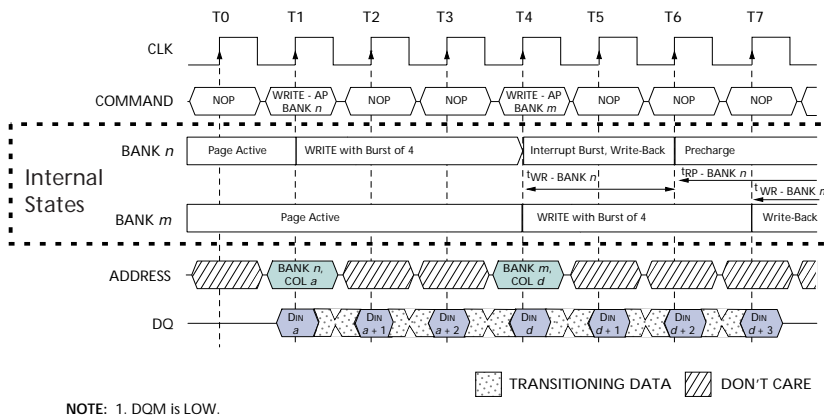 T0 T1 T2 T3 T4 T5 T6 T7
CLK
COMMAND NOP WRITE - AP BANK n NOP NOP WRITE - AP BANK m NOP NOP NOP
Internal States
BANK n Page Active WRITE with Burst of 4 Interrupt Burst, Write-Back Precharge
tWR - BANK n tRP - BANK n
tWR - BANK
BANK m Page Active WRITE with Burst of 4 Write-Back
ADDRESS BANK n, COL a BANK m, COL d
DQ DIN a DIN a + 1 DIN a + 2 DIN d DIN d + 1 DIN d + 2 DIN d + 3
TRANSITIONING DATA DON'T CARE
NOTE: 1. DQM is LOW.